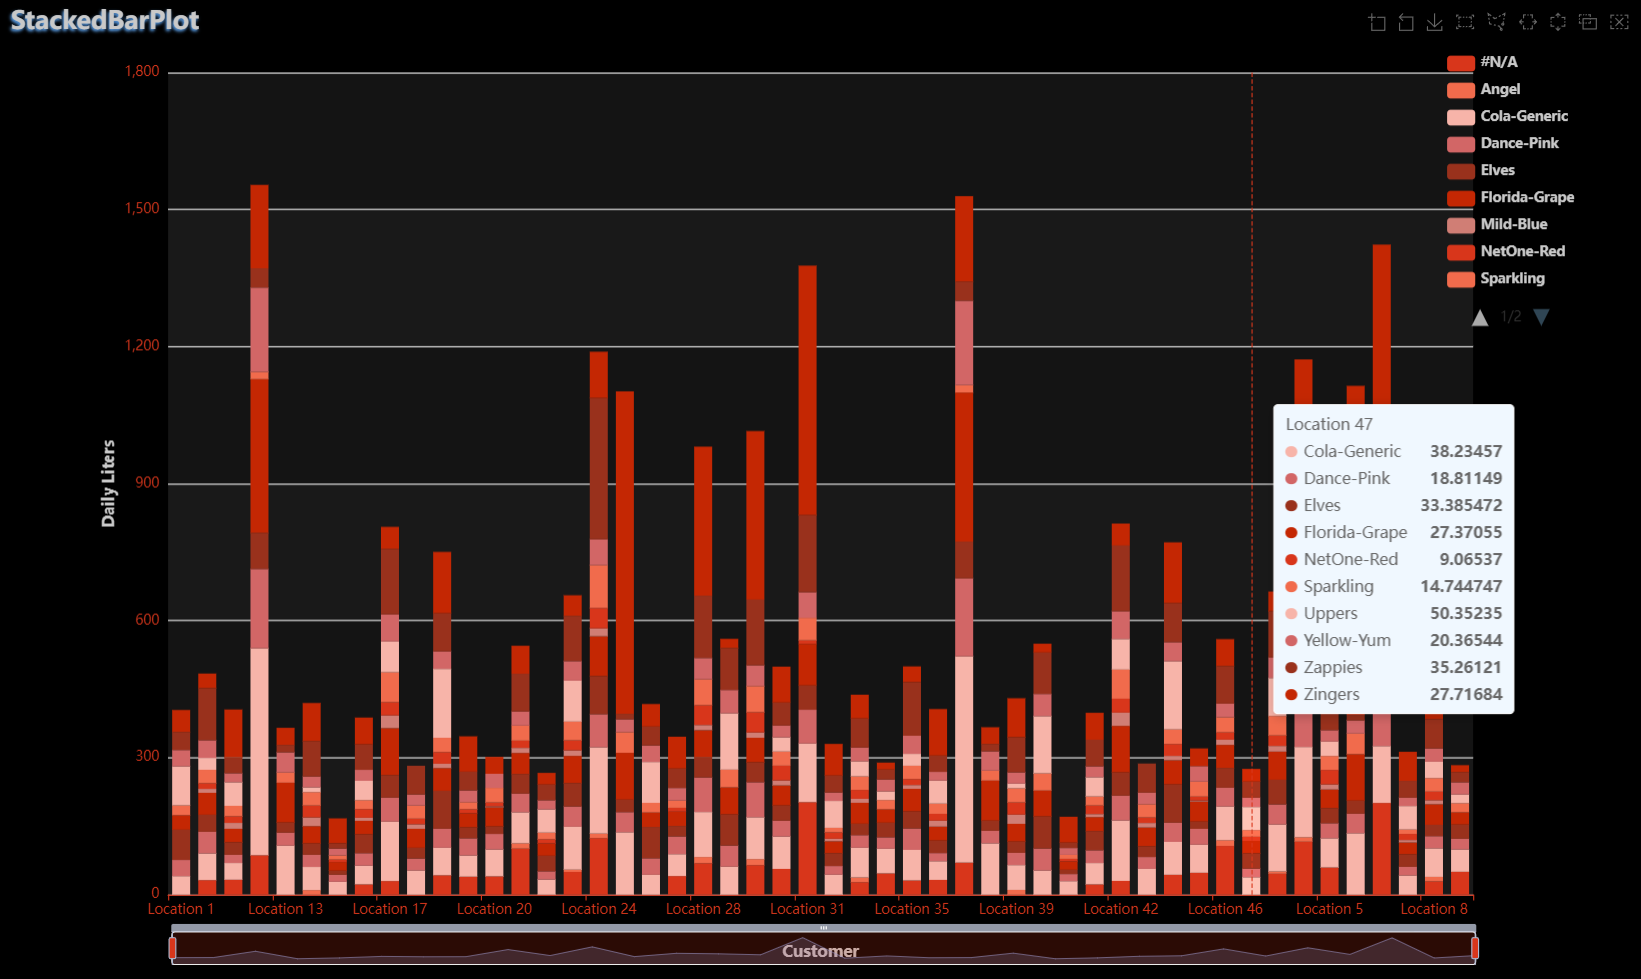 StackedBarPlot
#N/A
Angel
Cola-Generic
Dance-Pink
Elves
Florida-Grape
Mild-Blue
NetOne-Red
Sparkling
1/2
Daily Liters
1,800
1,500
1,200
900
600
300
0
Location 47
Cola-Generic 38.23457
Dance-Pink 18.81149
Elves 33.385472
Florida-Grape 27.37055
NetOne-Red 9.06537
Sparkling 14.744747
Uppers 50.35235
Yellow-Yum 20.36544
Zappies 35.26121
Zingers 27.71684
Location 1 Location 13 Location 17 Location 20 Location 24 Location 28 Location 31 Location 35 Location 39 Location 42 Location 46 Location 5 Location 8
Customer